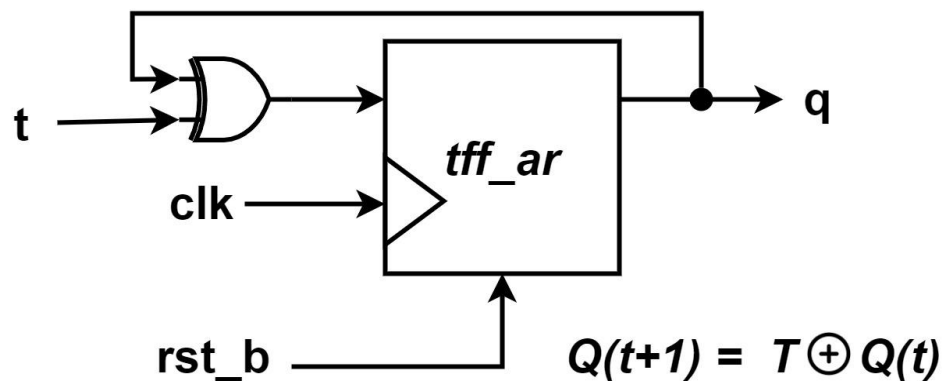 t
q
tff_ar
clk
rst_b
Q(t+1) = T ⊕ Q(t)